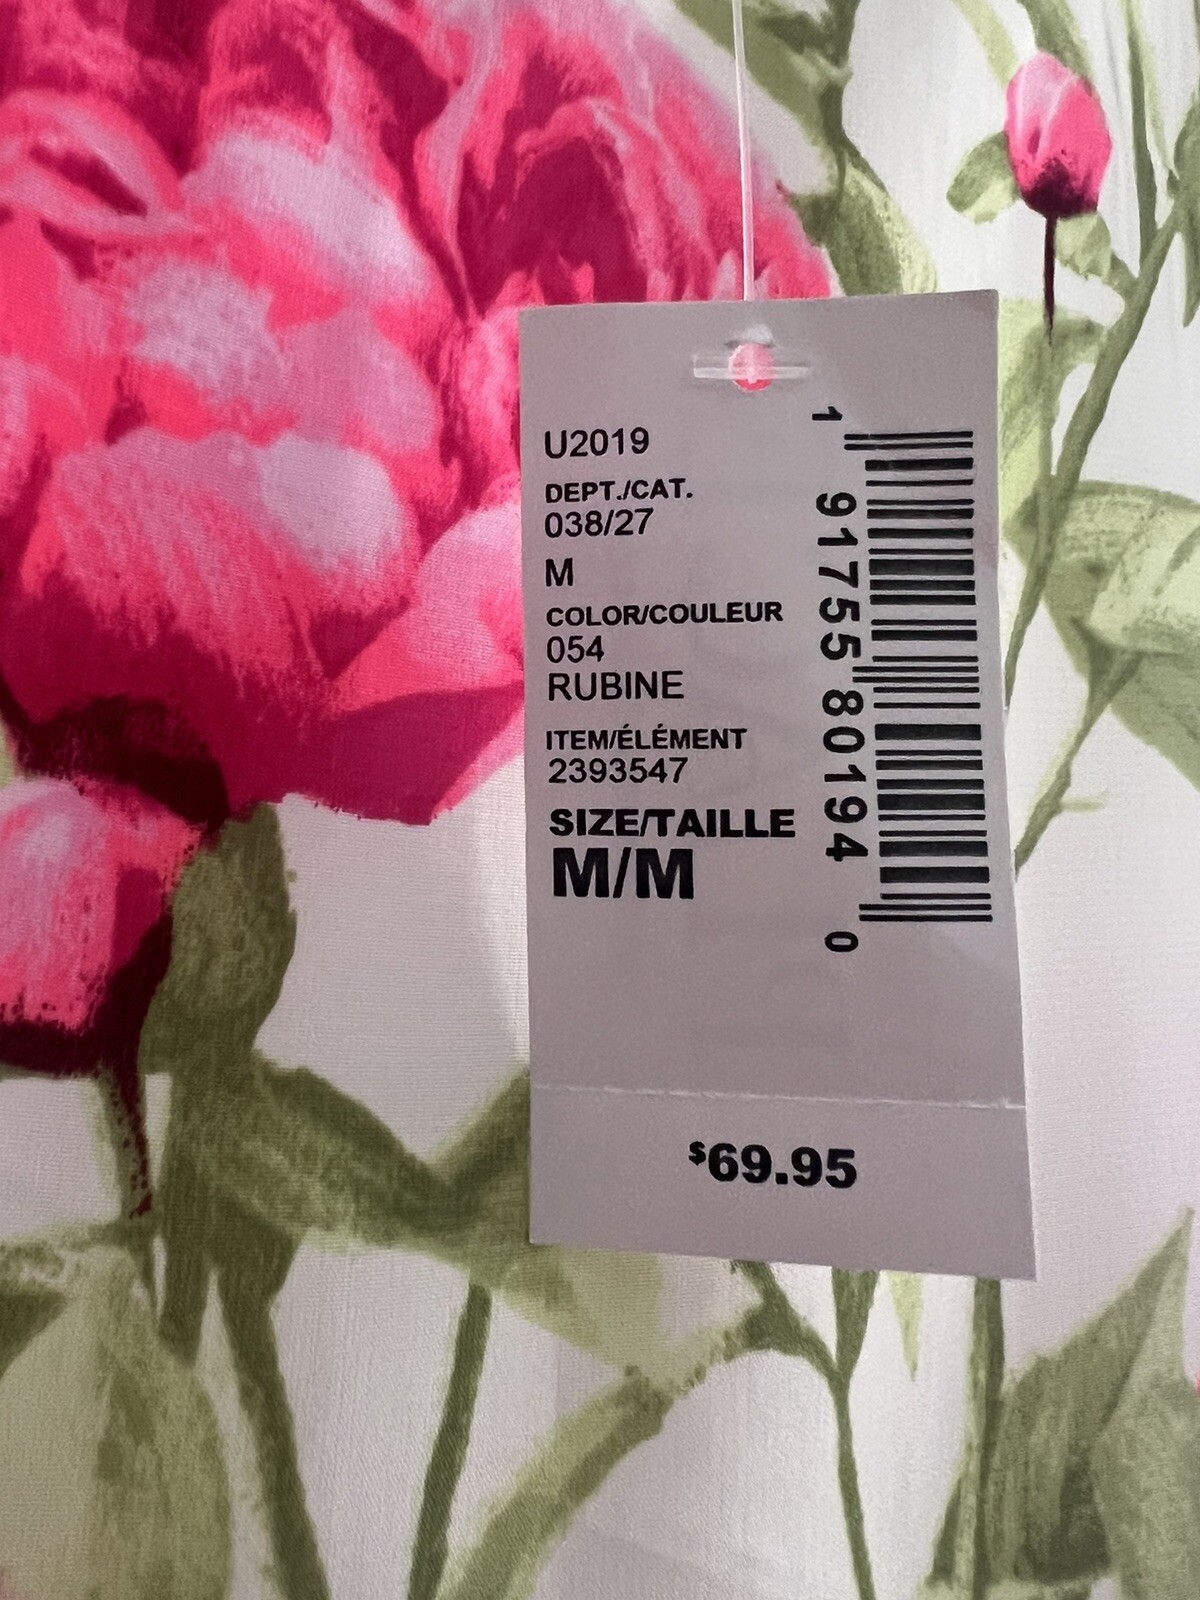 U2019
DEPT./CAT.
038/27
M
COLOR/COULEUR
054
RUBINE
ITEM/ÉLÉMENT
2393547
SIZE/TAILLE
M/M
1 91755 80194 0
$69.95